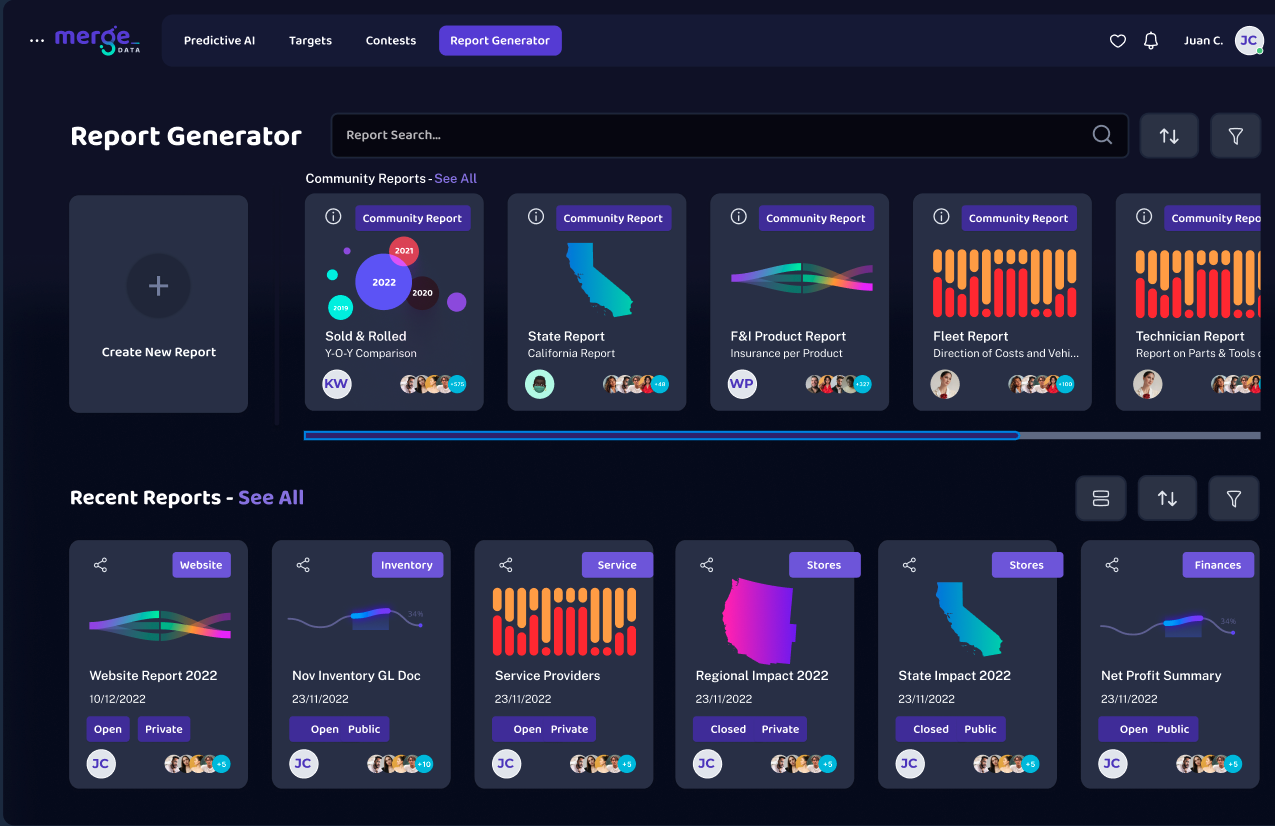 merge_ DATA
Predictive AI Targets Contests Report Generator Juan C. JC
Report Generator Report Search...
Community Reports - See All
Create New Report
Community Report
2021
2022
2020
2019
Sold & Rolled
Y-O-Y Comparison
KW +575
Community Report
State Report
California Report
+48
Community Report
F&I Product Report
Insurance per Product
WP +327
Community Report
Fleet Report
Direction of Costs and Vehi...
+100
Community Repo
Technician Report
Report on Parts & Tools
Recent Reports - See All
Website
Website Report 2022
10/12/2022
Open Private
JC +5
Inventory
34%
Nov Inventory GL Doc
23/11/2022
Open Public
JC +10
Service
Service Providers
23/11/2022
Open Private
JC +5
Stores
Regional Impact 2022
23/11/2022
Closed Private
JC +5
Stores
State Impact 2022
23/11/2022
Closed Public
JC +5
Finances
34%
Net Profit Summary
23/11/2022
Open Public
JC +5